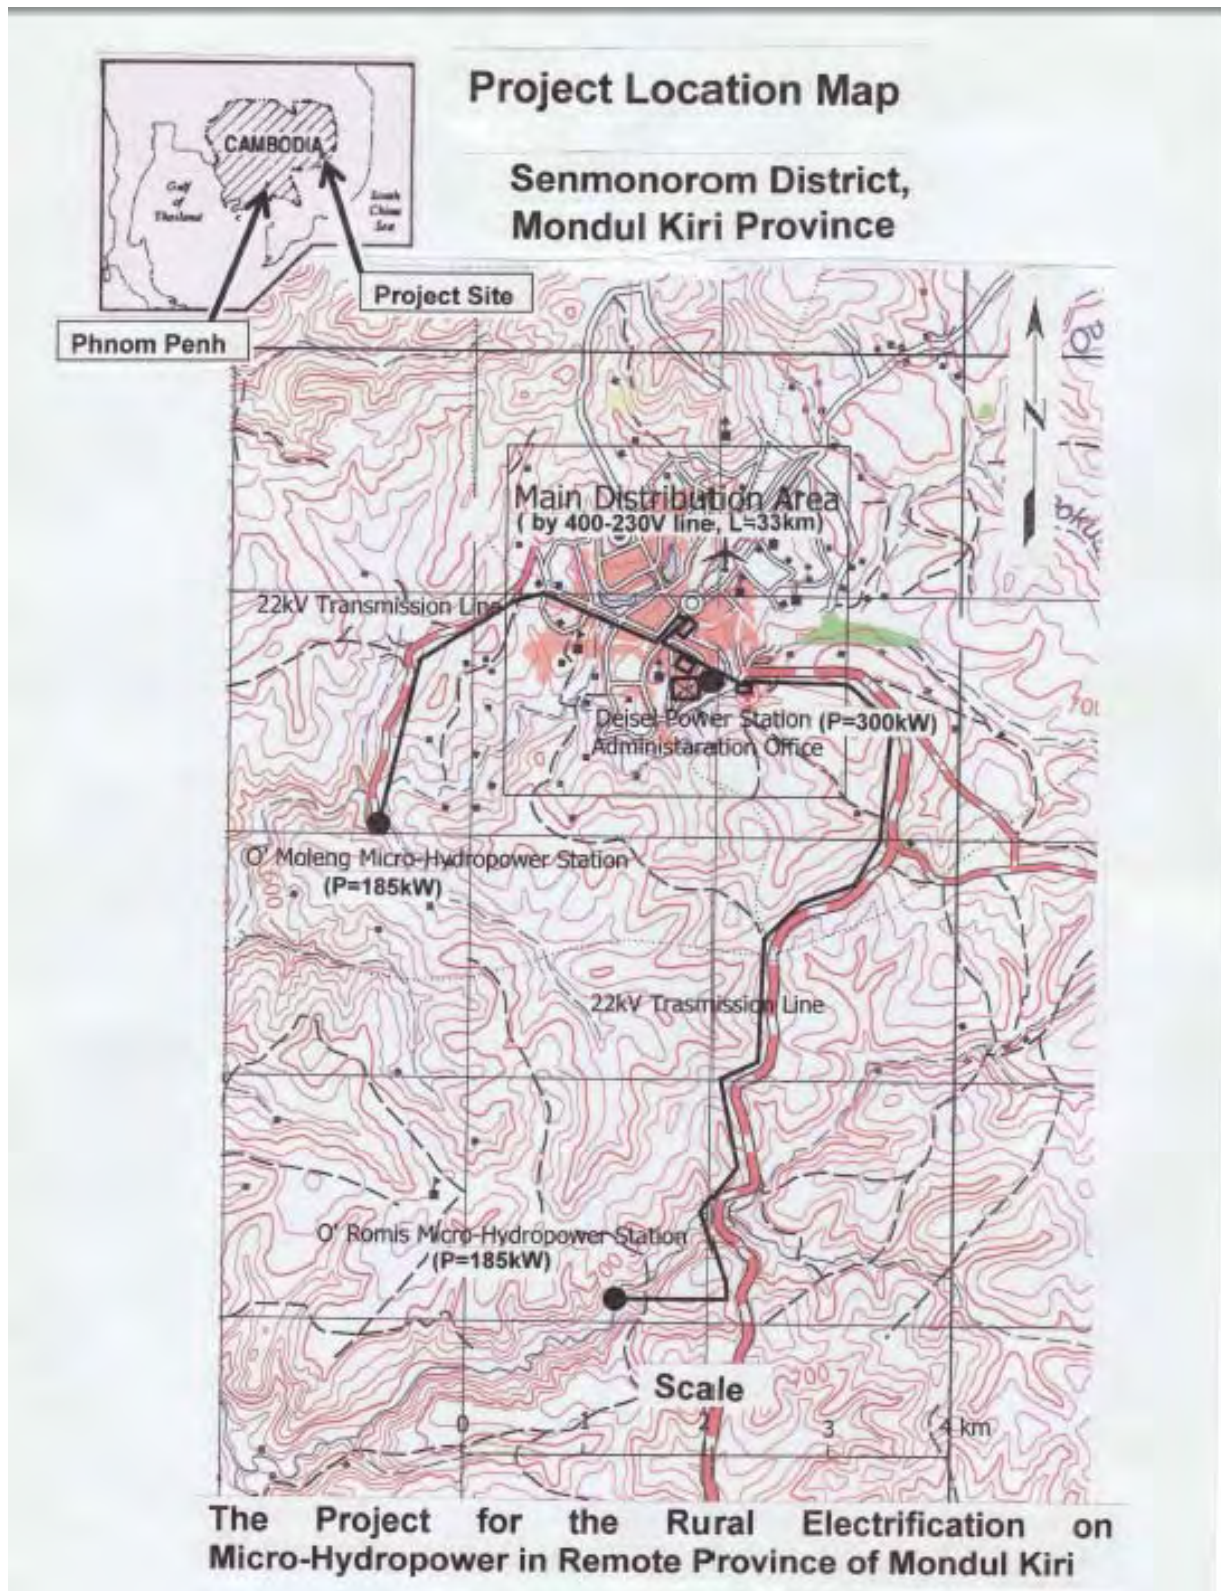 Project Location Map
CAMBODIA
Gulf
of
Thailand
South
China
Sea
Senmonorom District,
Mondul Kiri Province
Project Site
Phnom Penh
N
Main Distribution Area
( by 400-230V line, L=33km)
22kV Transmission Line
Deisel Power Station (P=300kW)
Administaration Office
O' Moleng Micro-Hydropower Station
(P=185kW)
22kV Trasmission Line
O' Romis Micro-Hydropower Station
(P=185kW)
Scale
700
0 1 2 3 4 km
The Project for the Rural Electrification on
Micro-Hydropower in Remote Province of Mondul Kiri